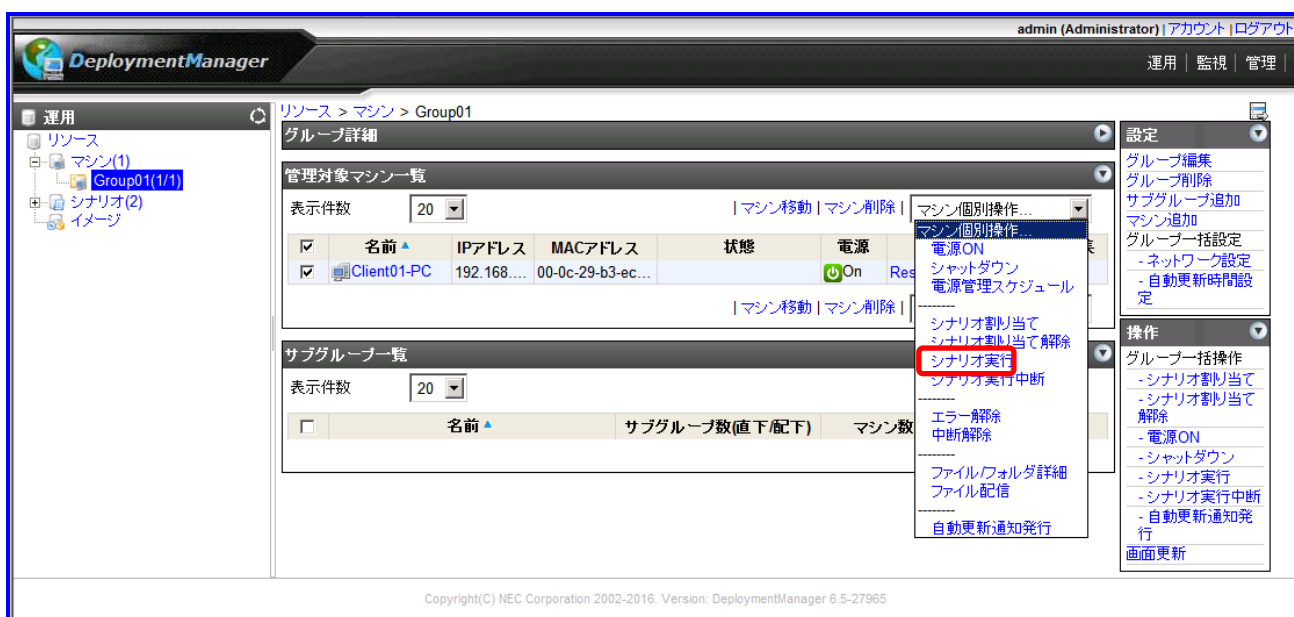 admin (Administrator) | アカウント | ログアウト
DeploymentManager
運用 | 監視 | 管理 |
運用
リソース
マシン(1)
Group01(1/1)
シナリオ(2)
イメージ
リソース > マシン > Group01
グループ詳細
管理対象マシン一覧
表示件数 20 | マシン移動 | マシン削除 | マシン個別操作...
名前 IPアドレス MACアドレス 状態 電源
Client01-PC 192.168.... 00-0c-29-b3-ec... On Res
| マシン移動 | マシン削除 |
マシン個別操作...
電源ON
シャットダウン
電源管理スケジュール
--------
シナリオ割り当て
シナリオ割り当て解除
シナリオ実行
シナリオ実行中断
--------
エラー解除
中断解除
--------
ファイル/フォルダ詳細
ファイル配信
--------
自動更新通知発行
サブグループ一覧
表示件数 20
名前 サブグループ数(直下/配下) マシン数
設定
グループ編集
グループ削除
サブグループ追加
マシン追加
グループ一括設定
- ネットワーク設定
- 自動更新時間設
定
操作
グループ一括操作
- シナリオ割り当て
- シナリオ割り当て
解除
- 電源ON
- シャットダウン
- シナリオ実行
- シナリオ実行中断
- 自動更新通知発
行
画面更新
Copyright(C) NEC Corporation 2002-2016. Version: DeploymentManager 6.5-27965